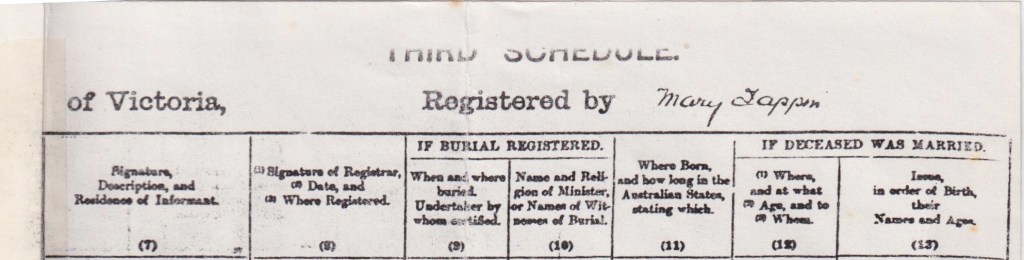 THIRD SCHEDULE.
of Victoria, Registered by Mary Tappin
IF BURIAL REGISTERED. IF DECEASED WAS MARRIED.
Signature,
Description, and
Residence of Informant.
(7)
(1) Signature of Registrar,
(2) Date, and
(3) Where Registered.
(8)
When and where
buried.
Undertaker by
whom certified.
(9)
Name and Reli-
gion of Minister,
or Names of Wit-
nesses of Burial.
(10)
Where Born,
and how long in the
Australian States,
stating which.
(11)
(1) Where,
and at what
(2) Age, and to
(3) Whom.
(12)
Issue,
in order of Birth,
their
Names and Ages.
(13)